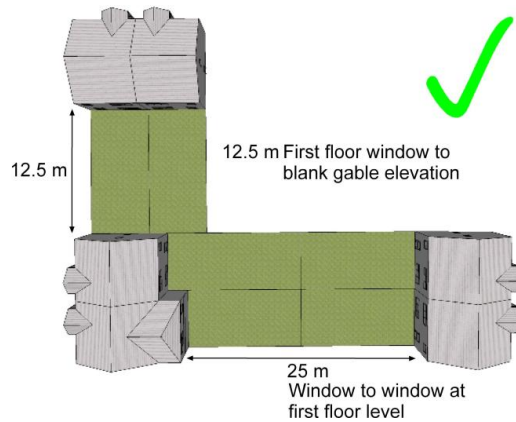 12.5 m
12.5 m First floor window to
blank gable elevation
25 m
Window to window at
first floor level